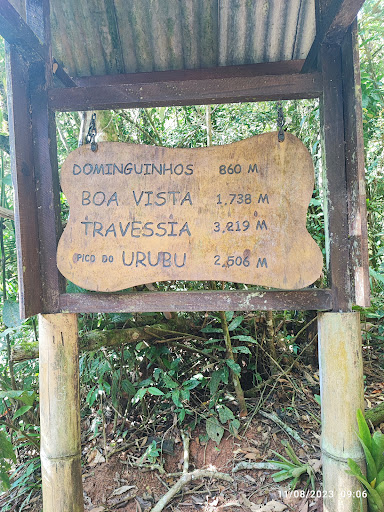 DOMINGUINHOS 860 M
BOA VISTA 1,738 M
TRAVESSIA 3,219 M
PICO DO URUBU 2,506 M
11/08/2023 09:06